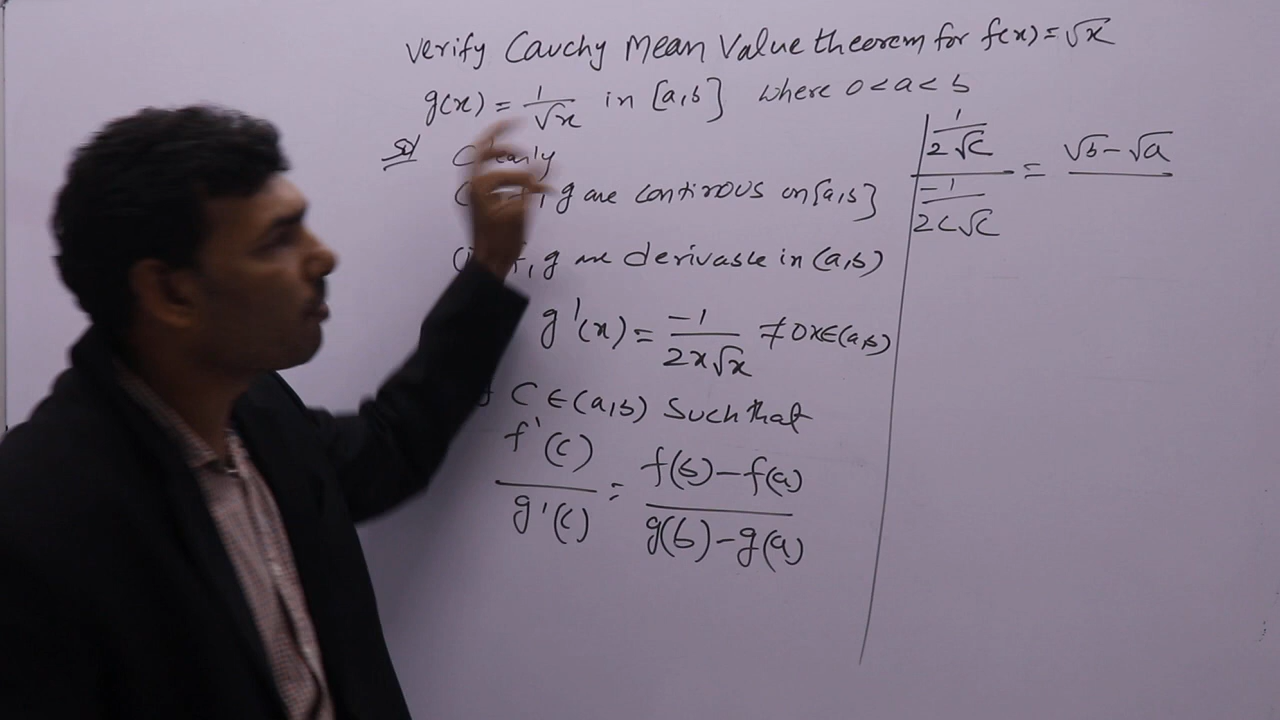 Verify Cauchy Mean Value theorem for f(x) = √x
g(x) = 1/√x in [a,b] where 0 < a < b
Sol
Clearly
g are continous on [a,b]
g are derivable in (a,b)
g'(x) = -1/2x√x ≠ 0 x∈(a,b)
C ∈ (a,b) Such that
f'(c)/g'(c) = f(b)-f(a)/g(b)-g(a)
1/2√c / -1/2c√c = √b-√a